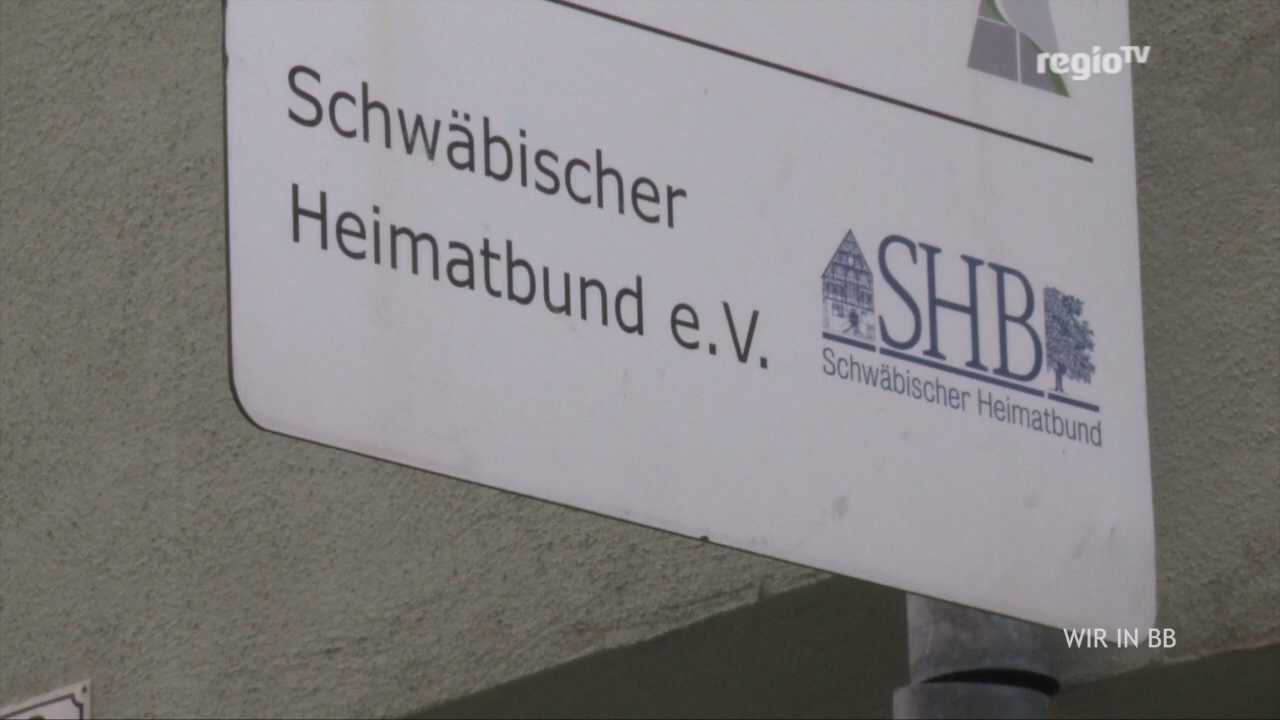 regioTV
Schwäbischer
Heimatbund e.V.
SHB
Schwäbischer Heimatbund
WIR IN BB